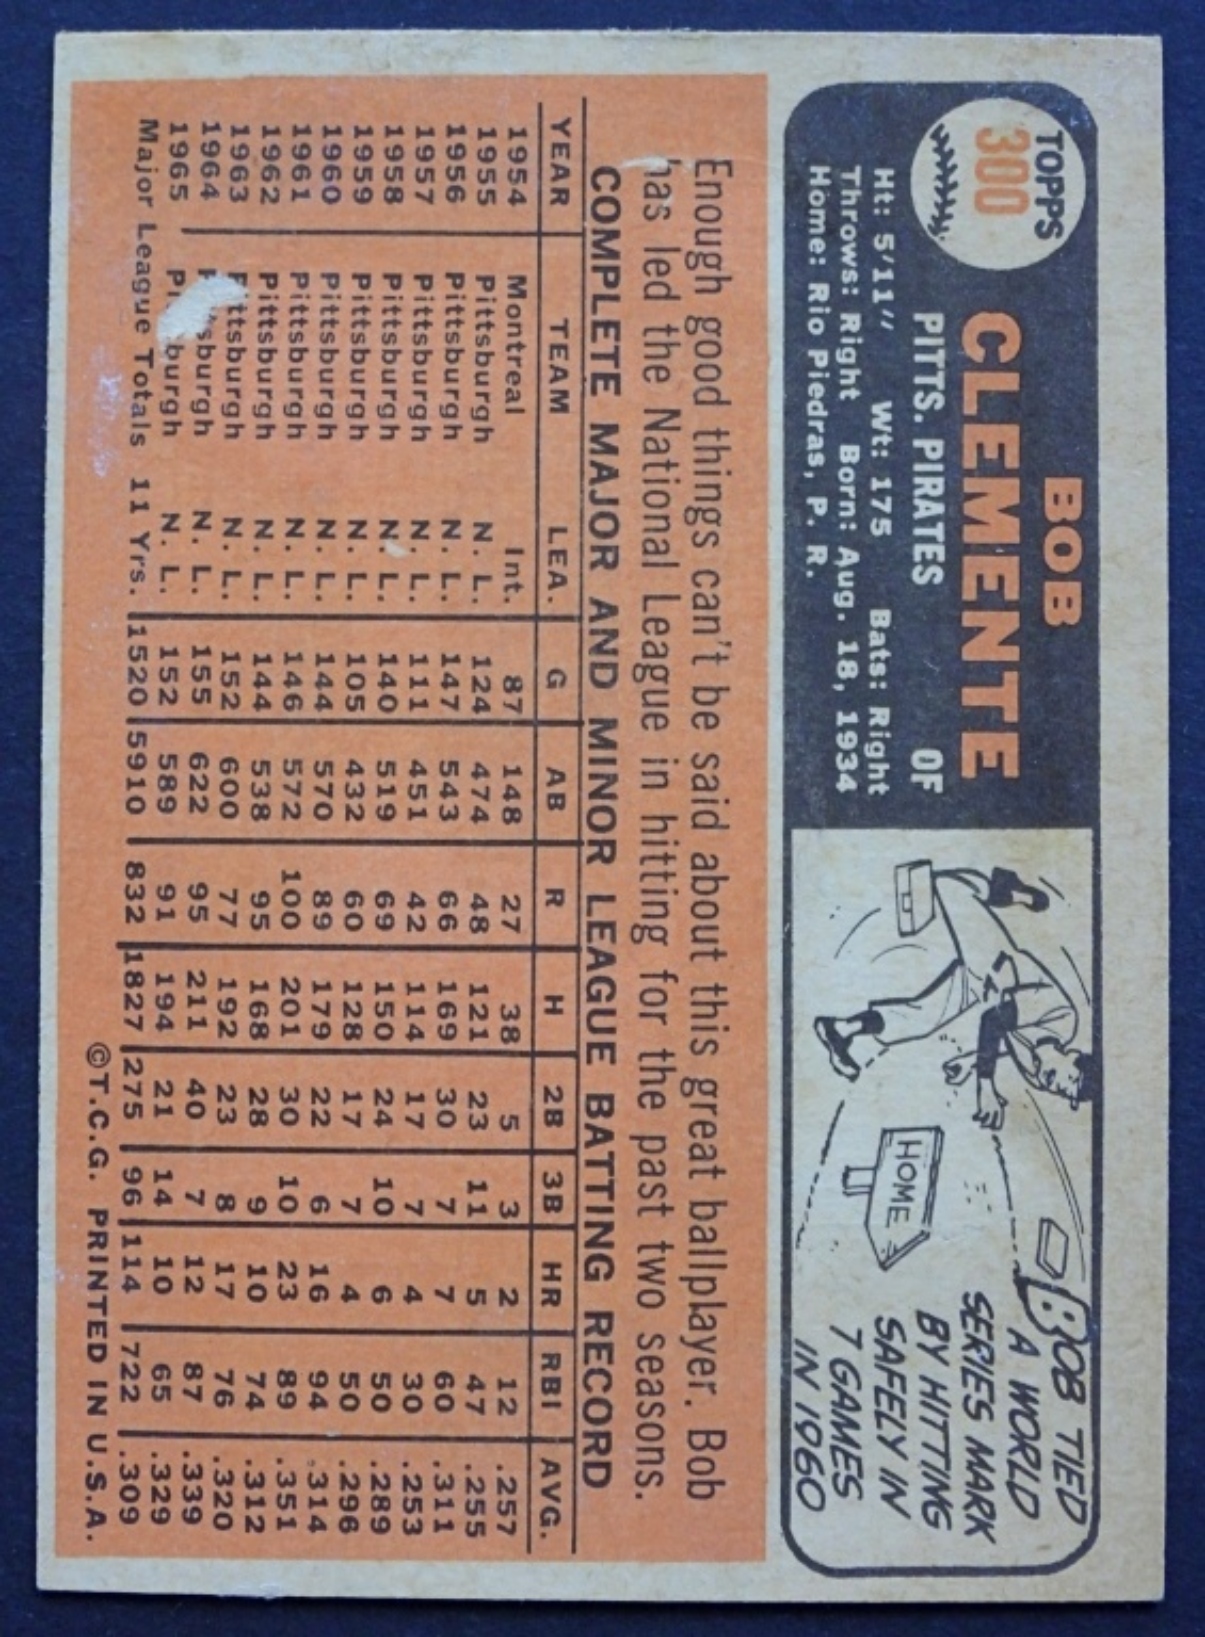 TOPPS
300
BOB
CLEMENTE
OF
PITTS. PIRATES
Ht: 5'11" Wt: 175 Bats: Right
Throws: Right Born: Aug. 18, 1934
Home: Rio Piedras, P. R.
BOB TIED
A WORLD
SERIES MARK
BY HITTING
SAFELY IN
7 GAMES
IN 1960
HOME
Enough good things can't be said about this great ballplayer. Bob
has led the National League in hitting for the past two seasons.
COMPLETE MAJOR AND MINOR LEAGUE BATTING RECORD
YEAR TEAM LEA. G AB R H 2B 3B HR RBI AVG.
1954 Montreal Int. 87 148 27 38 5 3 2 12 .257
1955 Pittsburgh N. L. 124 474 48 121 23 11 5 47 .255
1956 Pittsburgh N. L. 147 543 66 169 30 7 7 60 .311
1957 Pittsburgh N. L. 111 451 42 114 17 7 4 30 .253
1958 Pittsburgh N. L. 140 519 69 150 24 10 6 50 .289
1959 Pittsburgh N. L. 105 432 60 128 17 7 4 50 .296
1960 Pittsburgh N. L. 144 570 89 179 22 6 16 94 .314
1961 Pittsburgh N. L. 146 572 100 201 30 10 23 89 .351
1962 Pittsburgh N. L. 144 538 95 168 28 9 10 74 .312
1963 Pittsburgh N. L. 152 600 77 192 23 8 17 76 .320
1964 Pittsburgh N. L. 155 622 95 211 40 7 12 87 .339
1965 Pittsburgh N. L. 152 589 91 194 21 14 10 65 .329
Major League Totals 11 Yrs. 1520 5910 832 1827 275 96 114 722 .309
©T.C.G. PRINTED IN U.S.A.